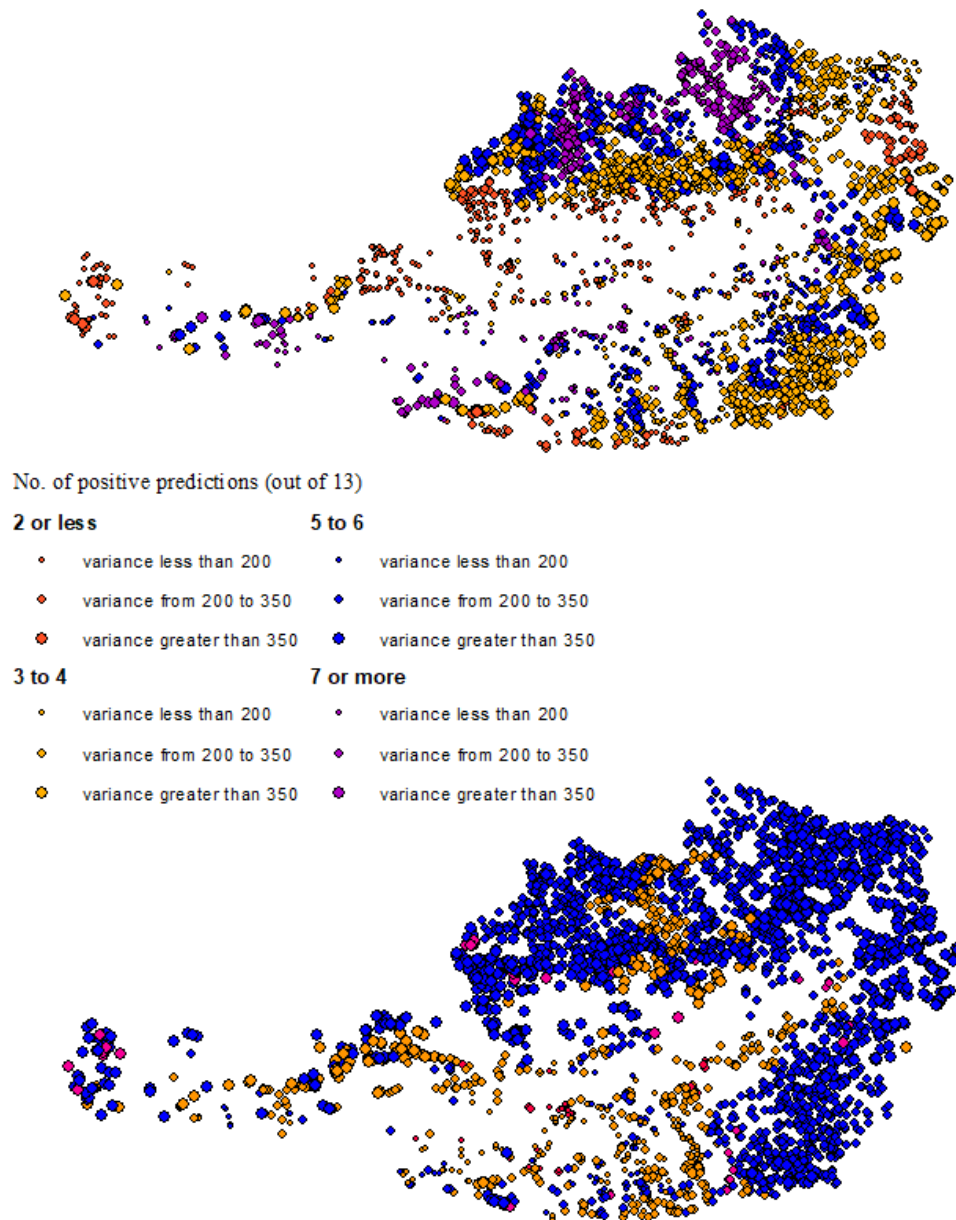 No. of positive predictions (out of 13)
2 or less
variance less than 200
variance from 200 to 350
variance greater than 350
3 to 4
variance less than 200
variance from 200 to 350
variance greater than 350
5 to 6
variance less than 200
variance from 200 to 350
variance greater than 350
7 or more
variance less than 200
variance from 200 to 350
variance greater than 350